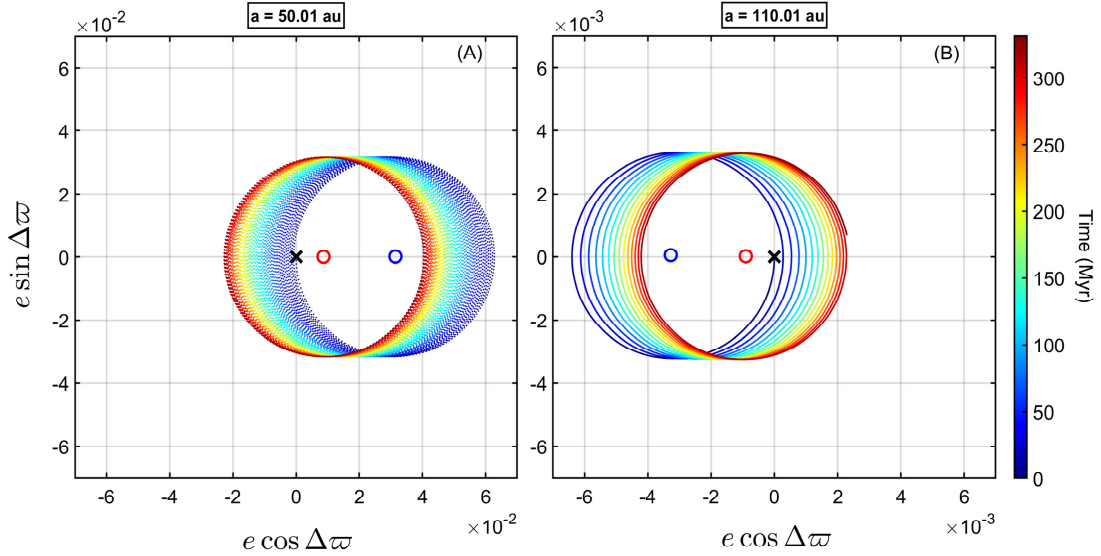 a = 50.01 au
a = 110.01 au
×10⁻²
×10⁻³
(A)
(B)
6
4
2
0
-2
-4
-6
6
4
2
0
-2
-4
-6
300
250
200
150
100
50
0
e sin Δϖ
Time (Myr)
-6 -4 -2 0 2 4 6
-6 -4 -2 0 2 4 6
×10⁻²
×10⁻³
e cos Δϖ
e cos Δϖ